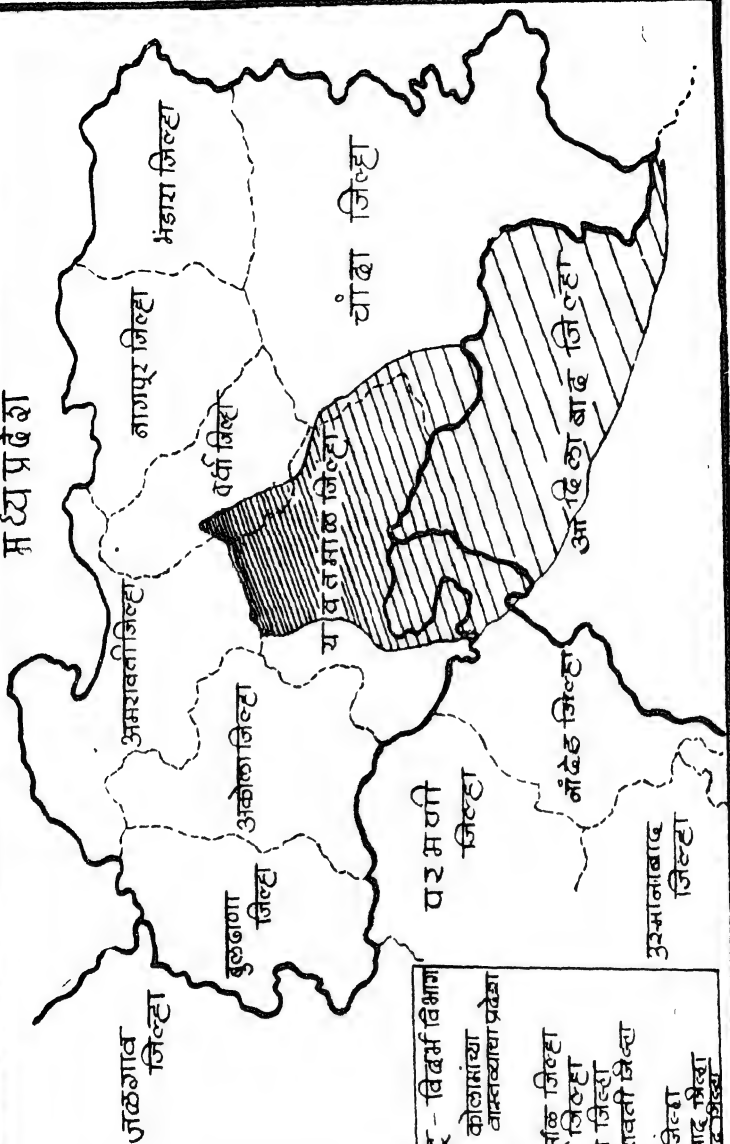 मध्यप्रदेश
भंडारा जिल्हा
नागपूर जिल्हा
वर्धा जिल्हा
अमरावती जिल्हा
चांदा जिल्हा
यवतमाळ जिल्हा
अकोला जिल्हा
बुलढाणा
जिल्हा
जळगाव
जिल्हा
आदिलाबाद जिल्हा
नांदेड जिल्हा
परभणी
जिल्हा
उस्मानाबाद
जिल्हा
- विदर्भ विभाग
कोलामांच्या
वास्तव्याचा प्रदेश
जिल्हा
जिल्हा
जिल्हा
जिल्हा
जिल्हा
जिल्हा